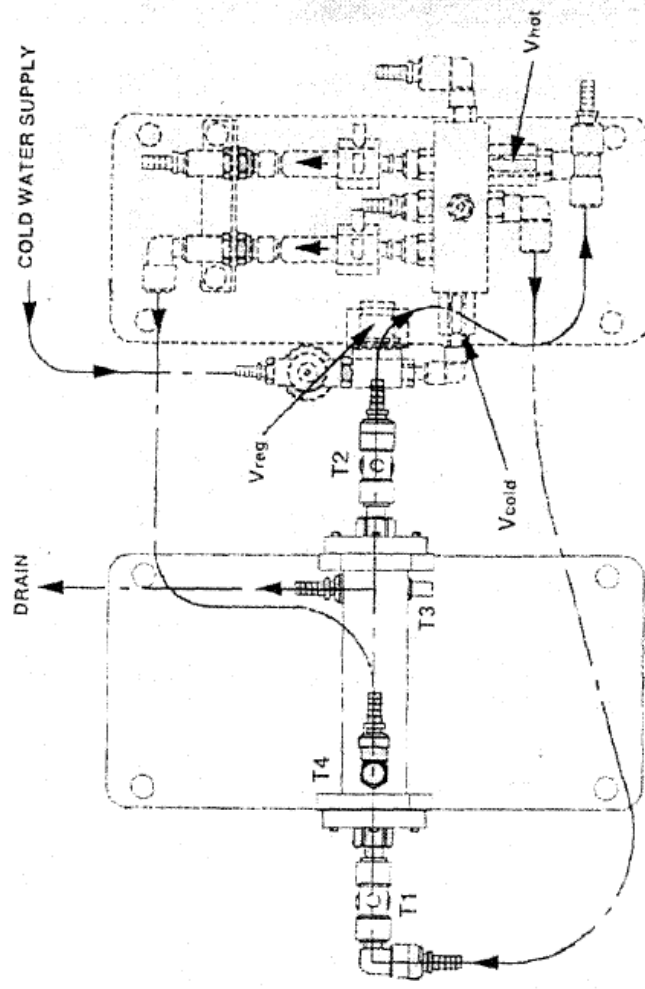 COLD WATER SUPPLY
Vhot
DRAIN
Vreg
T2
Vcold
T3
T4
T1